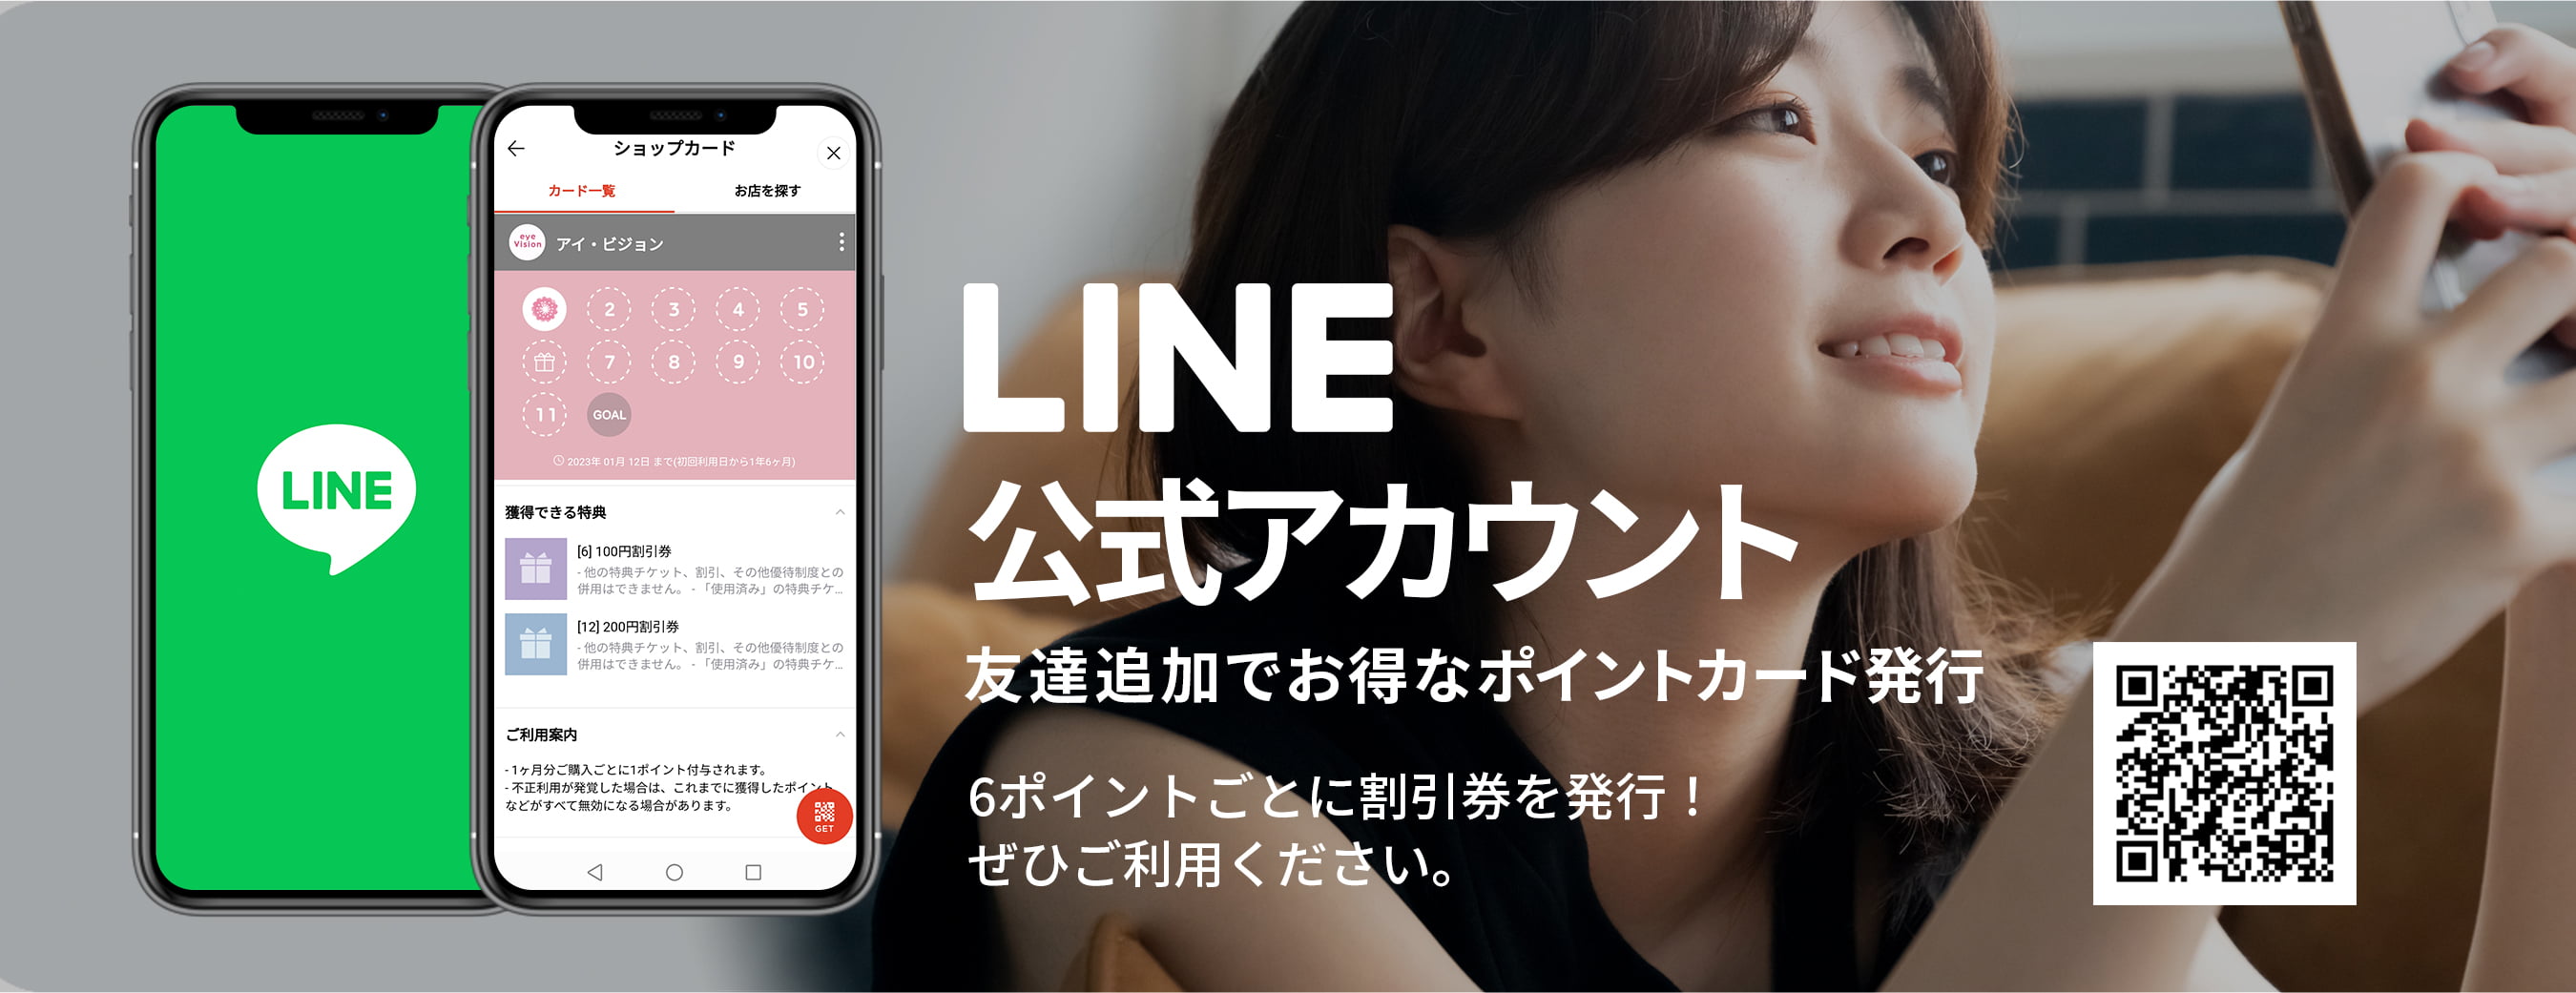 LINE
ショップカード
カード一覧
お店を探す
eye
Vision
アイ・ビジョン
2
3
4
5
7
8
9
10
11
GOAL
2023年 01月 12日 まで(初回利用日から1年6ヶ月)
獲得できる特典
[6] 100円割引券
- 他の特典チケット、割引、その他優待制度との
併用はできません。 - 「使用済み」の特典チケ...
[12] 200円割引券
- 他の特典チケット、割引、その他優待制度との
併用はできません。 - 「使用済み」の特典チケ...
ご利用案内
- 1ヶ月分ご購入ごとに1ポイント付与されます。
- 不正利用が発覚した場合は、これまでに獲得したポイント
などがすべて無効になる場合があります。
GET
LINE
公式アカウント
友達追加でお得なポイントカード発行
6ポイントごとに割引券を発行！
ぜひご利用ください。